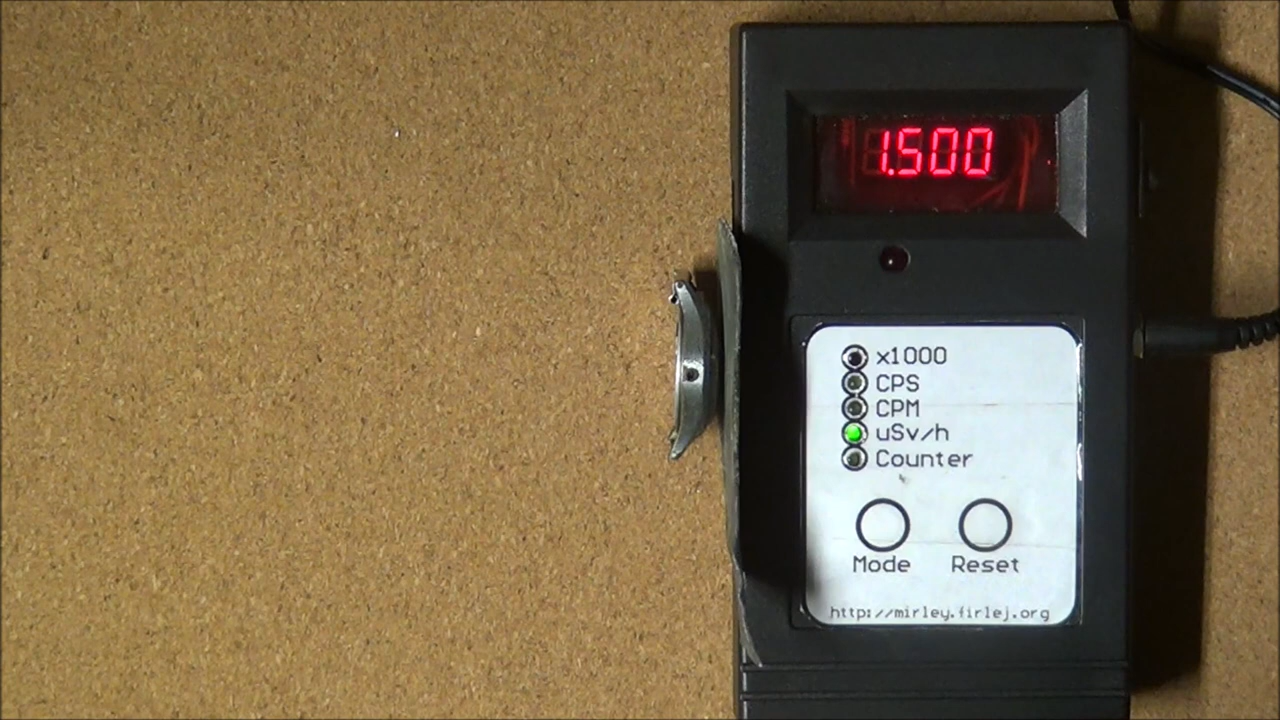 1.500
x1000
CPS
CPM
uSv/h
Counter
Mode Reset
http://mirley.firlej.org